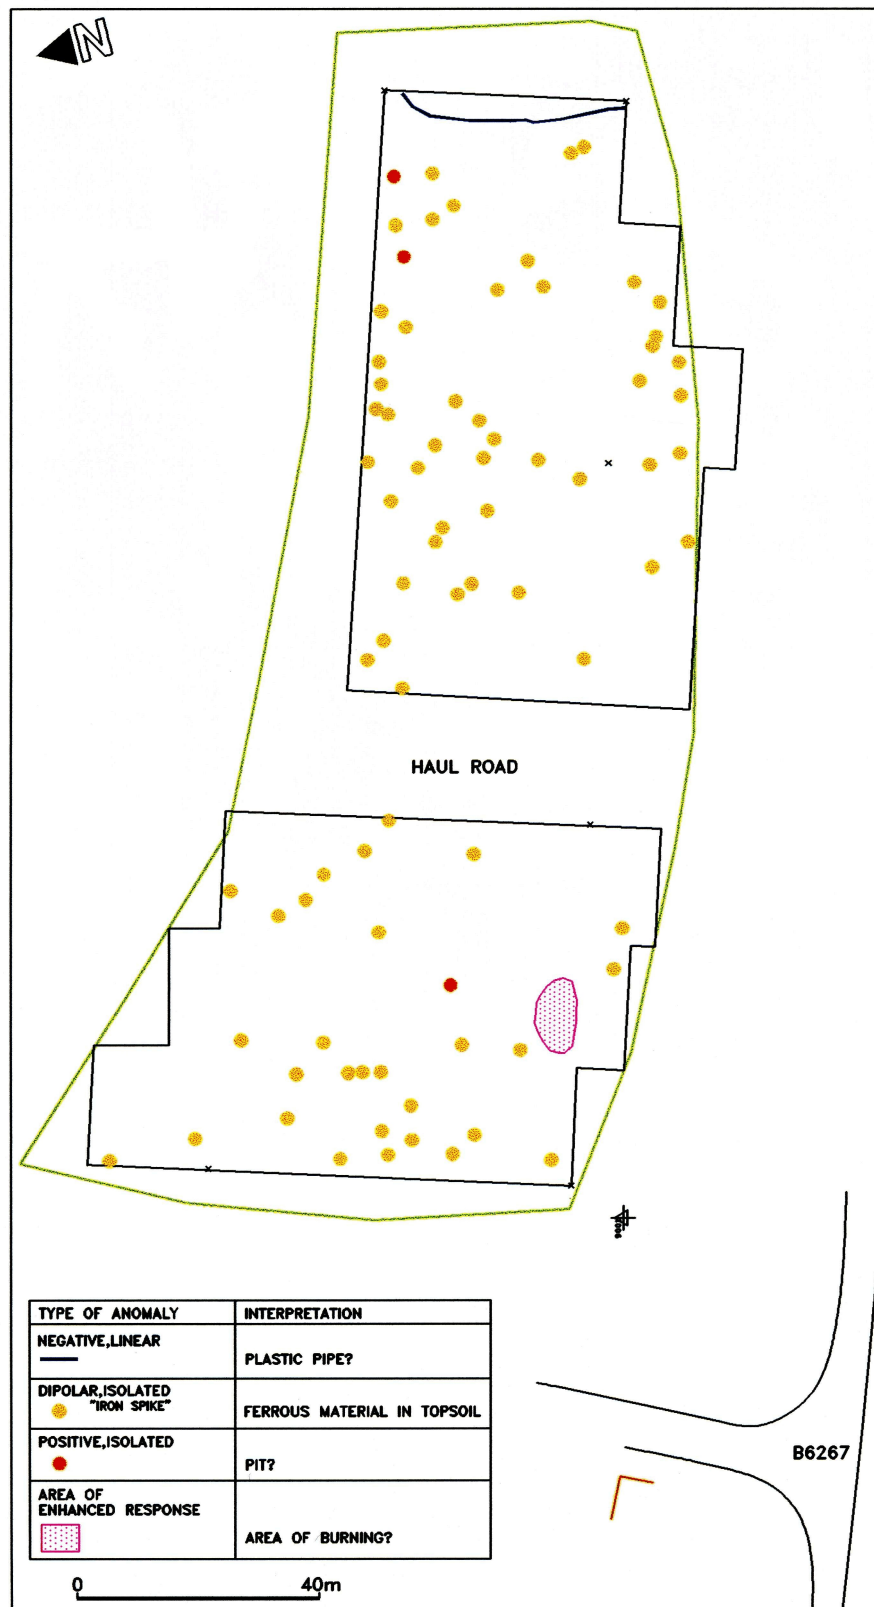 N
HAUL ROAD
TYPE OF ANOMALY
INTERPRETATION
NEGATIVE,LINEAR
PLASTIC PIPE?
DIPOLAR,ISOLATED
"IRON SPIKE"
FERROUS MATERIAL IN TOPSOIL
POSITIVE,ISOLATED
PIT?
AREA OF
ENHANCED RESPONSE
AREA OF BURNING?
B6267
0 40m